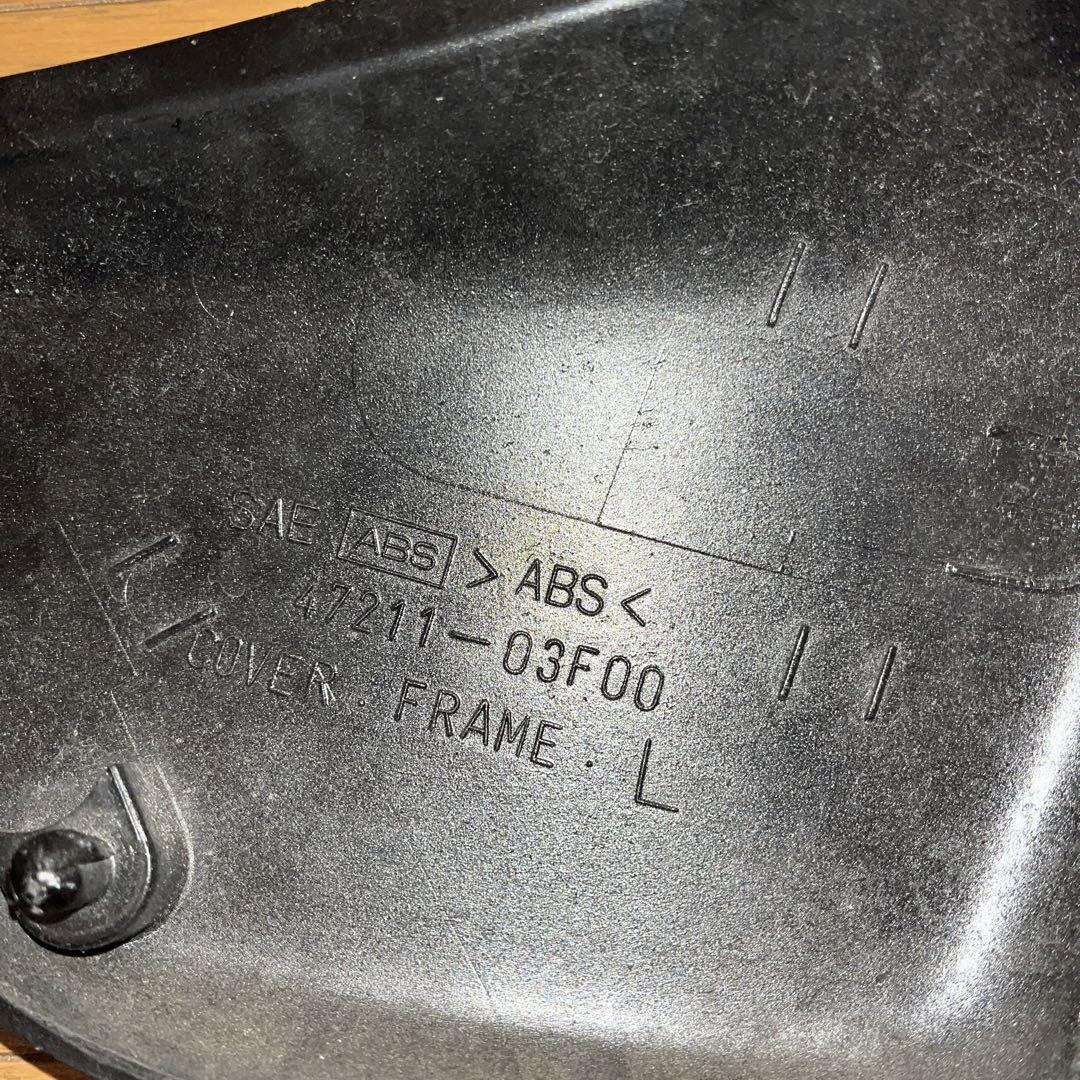 SAE ABS >ABS<
47211-03F00
COVER FRAME. L